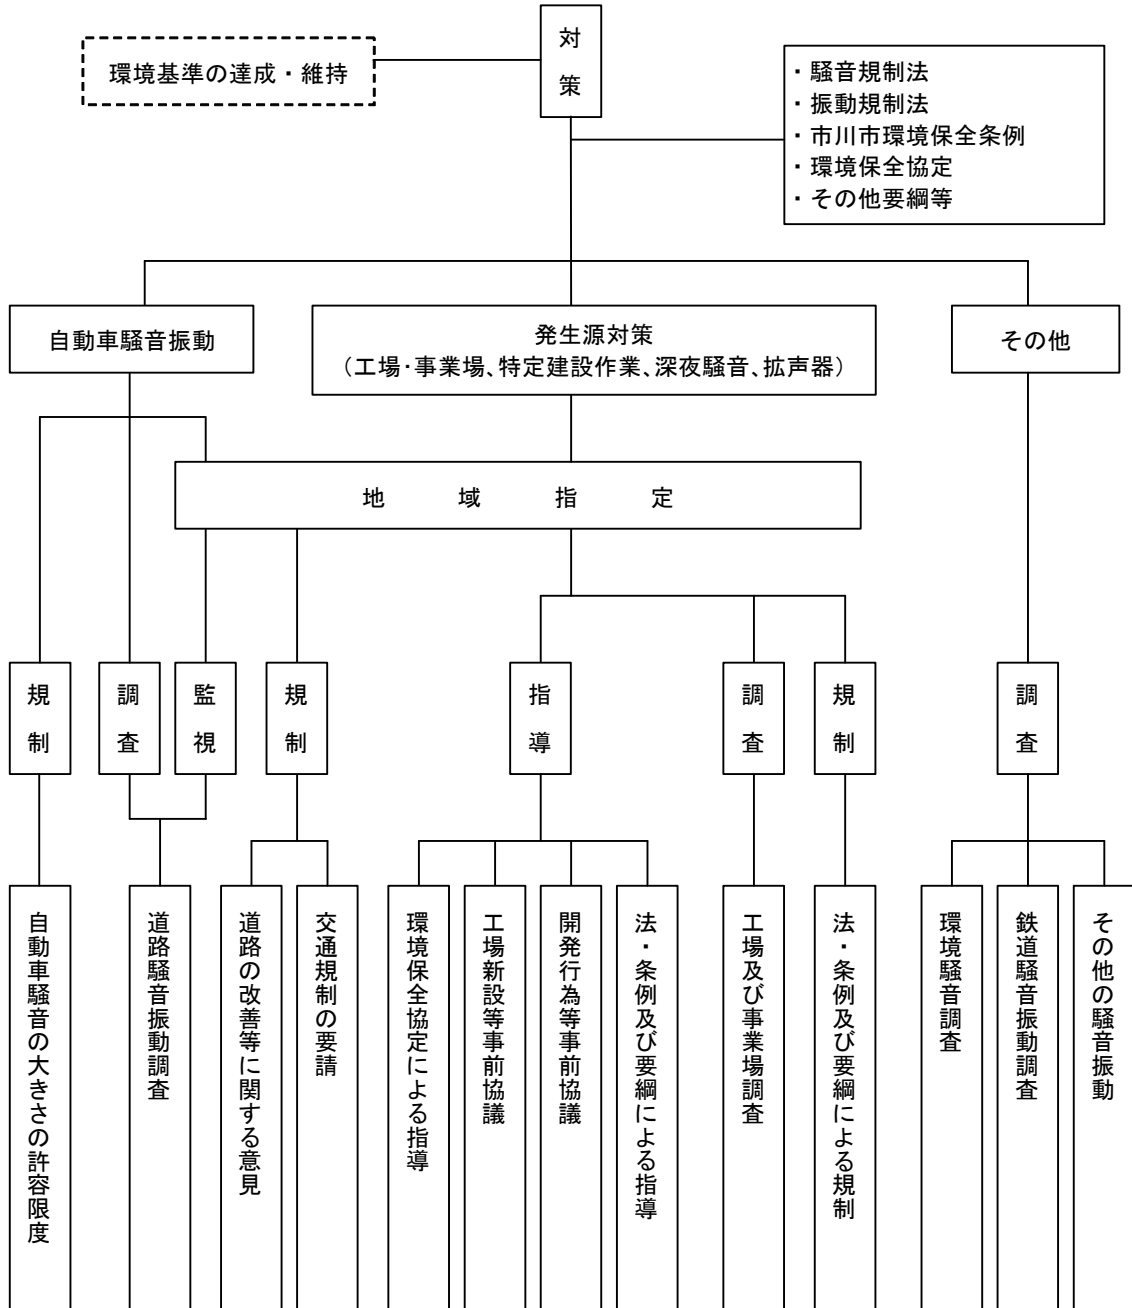 対策
環境基準の達成・維持
・騒音規制法
・振動規制法
・市川市環境保全条例
・環境保全協定
・その他要綱等
自動車騒音振動
発生源対策
（工場・事業場、特定建設作業、深夜騒音、拡声器）
その他
地域指定
規制
調査
監視
規制
指導
調査
規制
調査
自動車騒音の大きさの許容限度
道路騒音振動調査
道路の改善等に関する意見
交通規制の要請
環境保全協定による指導
工場新設等事前協議
開発行為等事前協議
法・条例及び要綱による指導
工場及び事業場調査
法・条例及び要綱による規制
環境騒音調査
鉄道騒音振動調査
その他の騒音振動